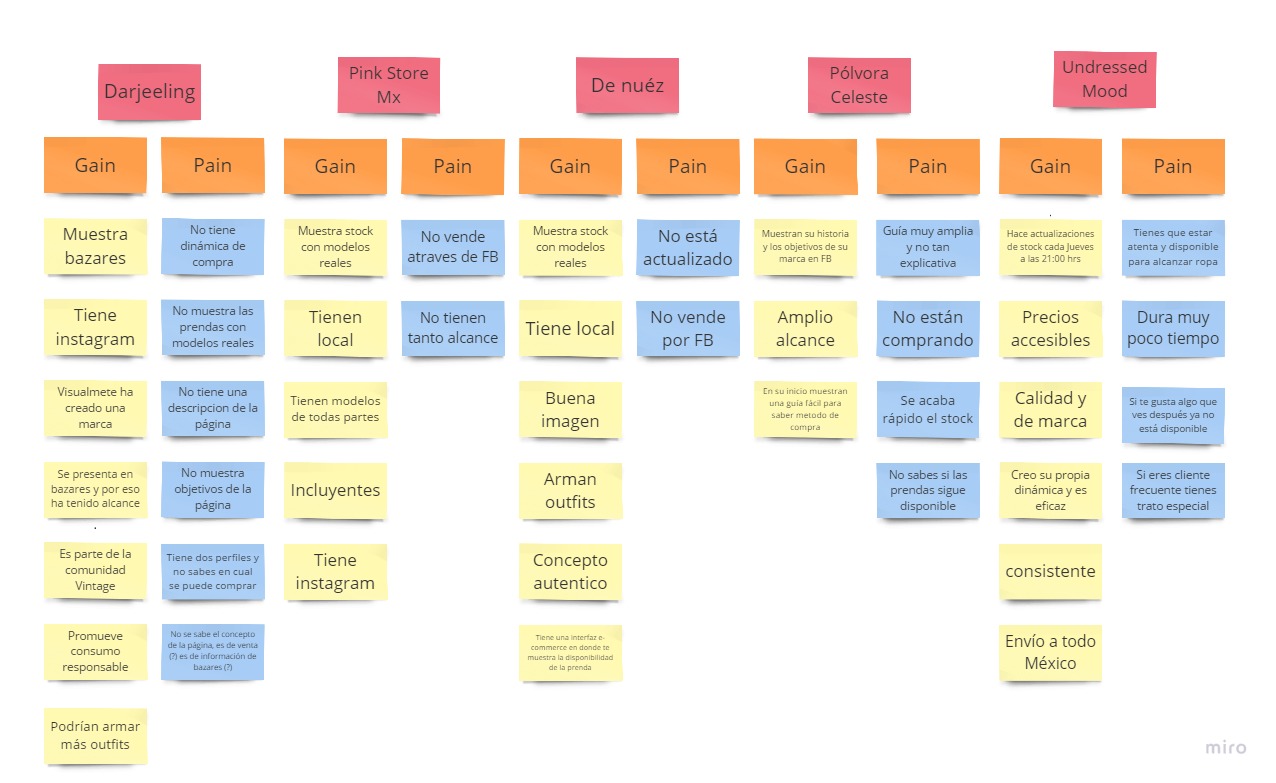 Darjeeling
Gain
Muestra
bazares
Tiene
instagram
Visualmete ha
creado una
marca
Se presenta en
bazares y por eso
ha tenido alcance
Es parte de la
comunidad
Vintage
Promueve
consumo
responsable
Podrían armar
más outfits
Pain
No tiene
dinámica de
compra
No muestra las
prendas con
modelos reales
No tiene una
descripcion de la
página
No muestra
objetivos de la
página
Tiene dos perfiles y
no sabes en cual
se puede comprar
No se sabe el concepto
de la página, es de venta
(?) es de información de
bazares (?)
Pink Store
Mx
Gain
Muestra stock
con modelos
reales
Tienen
local
Tienen modelos
de todas partes
Incluyentes
Tiene
instagram
Pain
No vende
atraves de FB
No tienen
tanto alcance
De nuéz
Gain
Muestra stock
con modelos
reales
Tiene local
Buena
imagen
Arman
outfits
Concepto
autentico
Tiene una interfaz e-
commerce en donde te
muestra la disponibilidad
de la prenda
Pain
No está
actualizado
No vende
por FB
Pólvora
Celeste
Gain
Muestran su historia
y los objetivos de su
marca en FB
Amplio
alcance
En su inicio muestran
una guía fácil para
saber metodo de
compra
Pain
Guía muy amplia
y no tan
explicativa
No están
comprando
Se acaba
rápido el stock
No sabes si las
prendas sigue
disponible
Undressed
Mood
Gain
Hace actualizaciones
de stock cada Jueves
a las 21:00 hrs
Precios
accesibles
Calidad y
de marca
Creo su propia
dinámica y es
eficaz
consistente
Envío a todo
México
Pain
Tienes que estar
atenta y disponible
para alcanzar ropa
Dura muy
poco tiempo
Si te gusta algo que
ves después ya no
está disponible
Si eres cliente
frecuente tienes
trato especial
miro